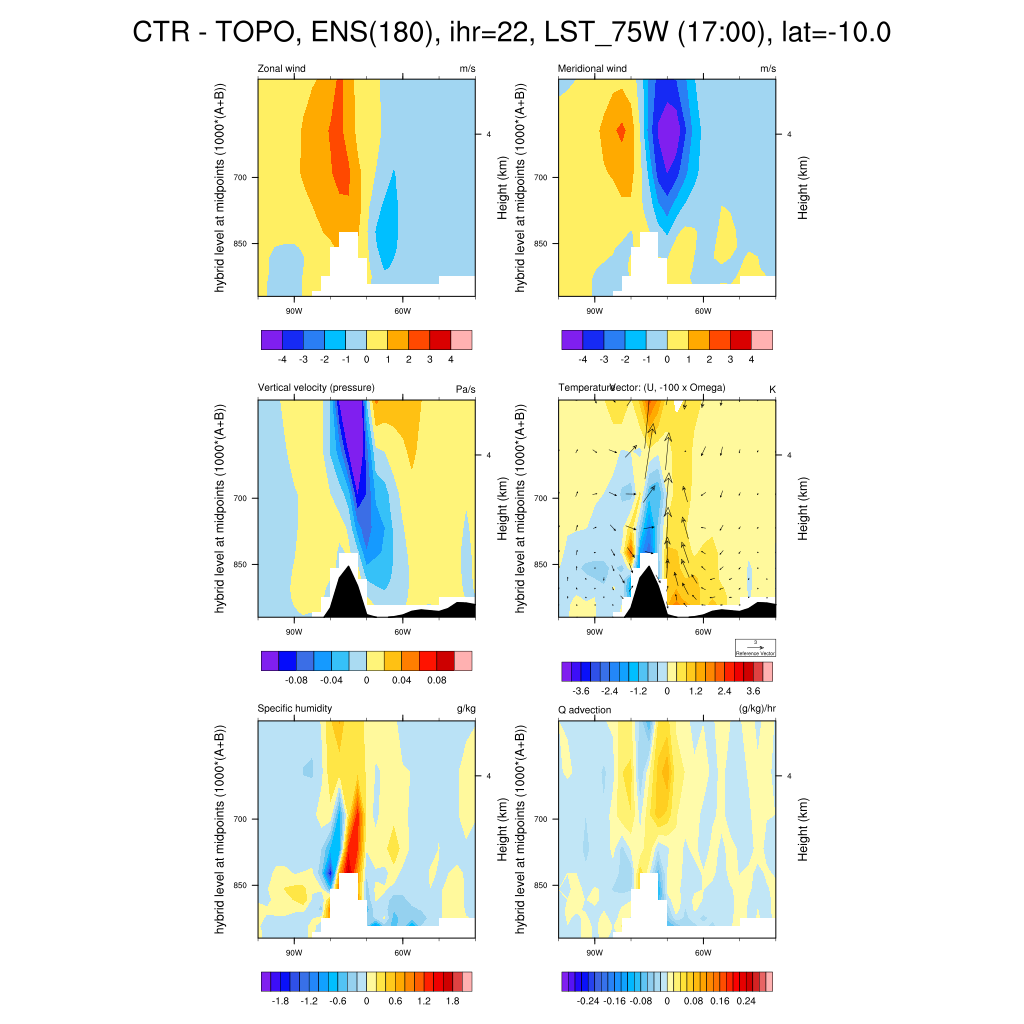 CTR - TOPO, ENS(180), ihr=22, LST_75W (17:00), lat=-10.0
Zonal wind m/s
hybrid level at midpoints (1000*(A+B))
700
850
4
Height (km)
90W 60W
-4 -3 -2 -1 0 1 2 3 4
Meridional wind m/s
hybrid level at midpoints (1000*(A+B))
700
850
4
Height (km)
90W 60W
-4 -3 -2 -1 0 1 2 3 4
Vertical velocity (pressure) Pa/s
hybrid level at midpoints (1000*(A+B))
700
850
4
Height (km)
90W 60W
-0.08 -0.04 0 0.04 0.08
Temperature Vector: (U, -100 x Omega) K
hybrid level at midpoints (1000*(A+B))
700
850
4
Height (km)
90W 60W
3
Reference Vector
-3.6 -2.4 -1.2 0 1.2 2.4 3.6
Specific humidity g/kg
hybrid level at midpoints (1000*(A+B))
700
850
4
Height (km)
90W 60W
-1.8 -1.2 -0.6 0 0.6 1.2 1.8
Q advection (g/kg)/hr
hybrid level at midpoints (1000*(A+B))
700
850
4
Height (km)
90W 60W
-0.24 -0.16 -0.08 0 0.08 0.16 0.24